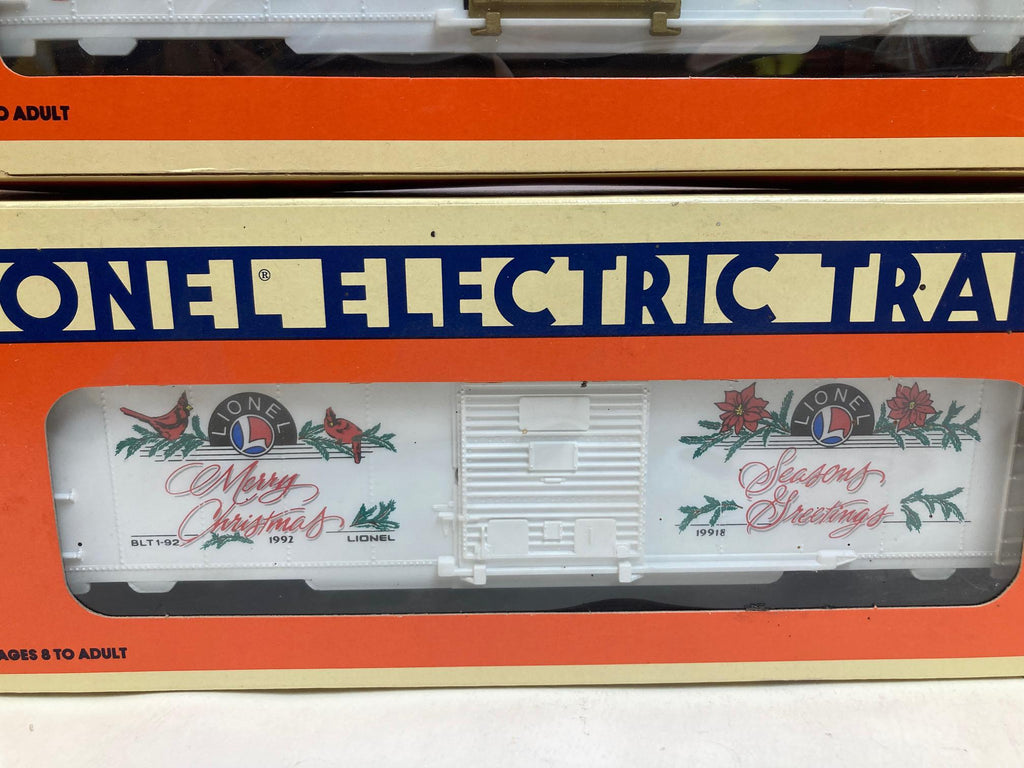 O ADULT
ONEL® ELECTRIC TRAI
LIONEL
L
Merry
Christmas
BLT 1-92
1992
LIONEL
LIONEL
L
Seasons
Greetings
19918
AGES 8 TO ADULT